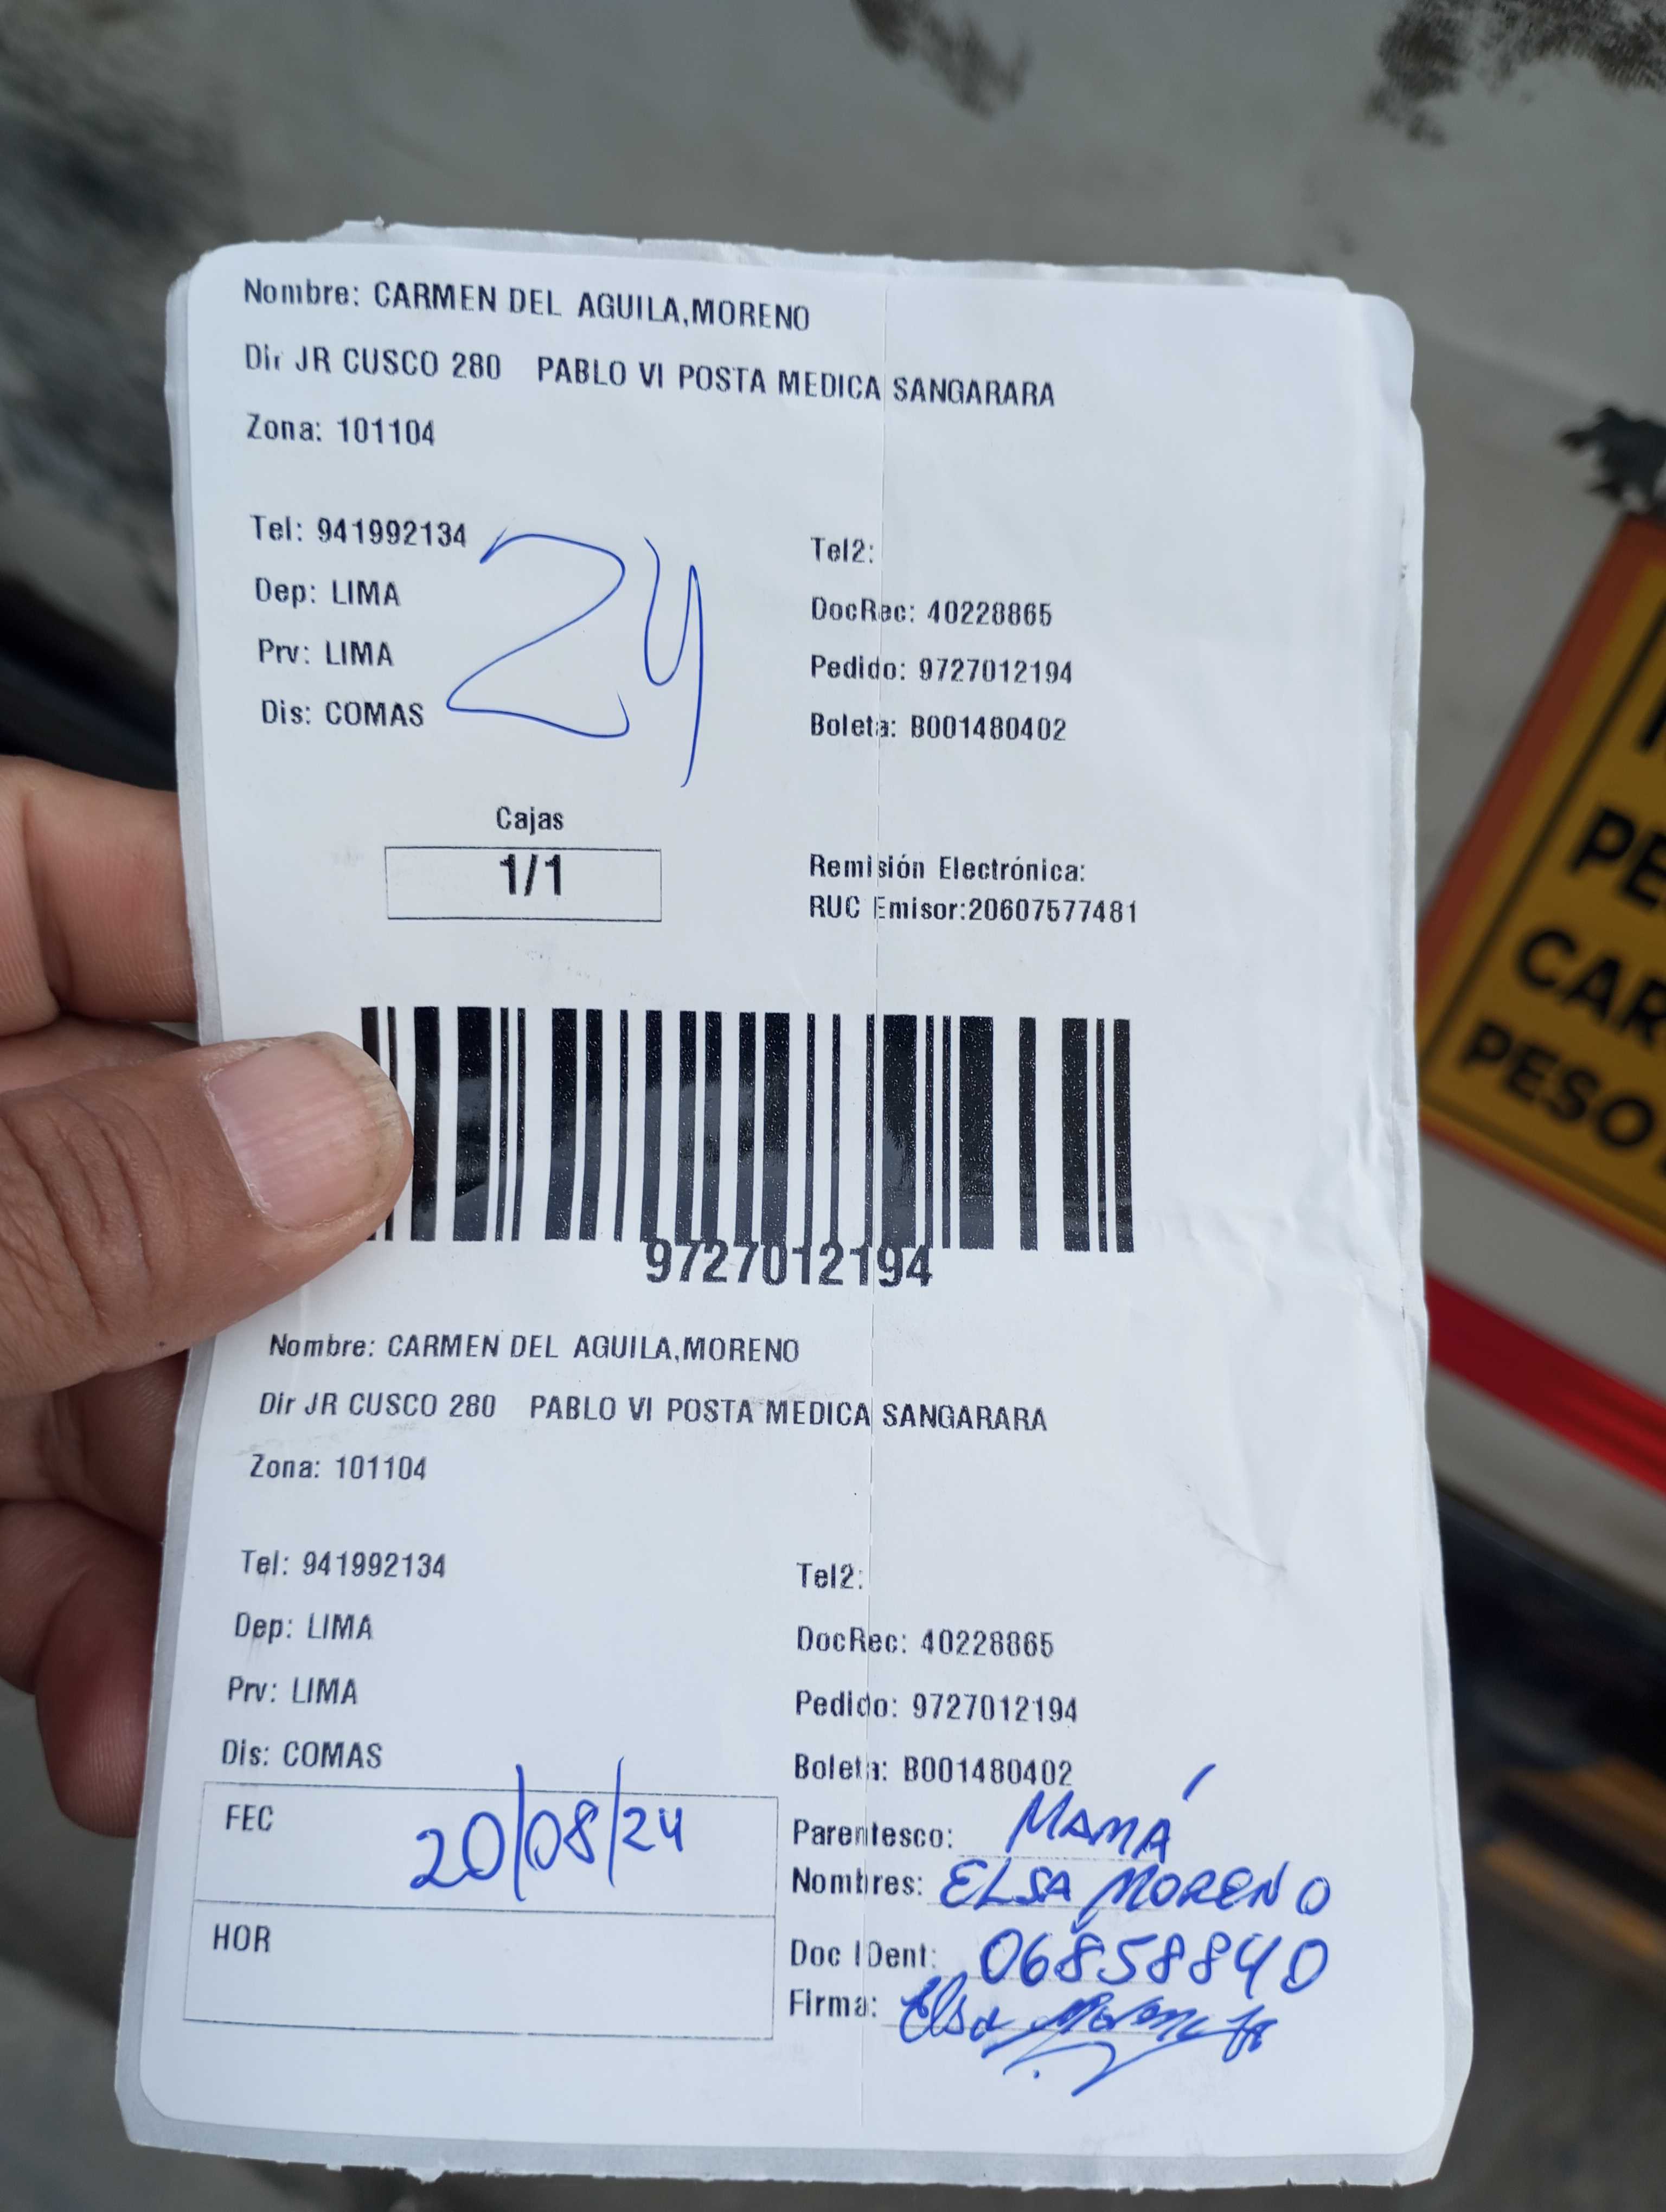 Nombre: CARMEN DEL AGUILA,MORENO
Dir JR CUSCO 280 PABLO VI POSTA MEDICA SANGARARA
Zona: 101104
Tel: 941992134
Tel2:
24
Dep: LIMA
DocRec: 40228865
Prv: LIMA
Pedido: 9727012194
Dis: COMAS
Boleta: B001480402
Cajas
1/1
Remisión Electrónica:
RUC Emisor:20607577481
9727012194
Nombre: CARMEN DEL AGUILA,MORENO
Dir JR CUSCO 280 PABLO VI POSTA MEDICA SANGARARA
Zona: 101104
Tel: 941992134
Tel2:
Dep: LIMA
DocRec: 40228865
Prv: LIMA
Pedido: 9727012194
Dis: COMAS
Boleta: B001480402
FEC 20/08/24
Parentesco: MAMÁ
Nombres: ELSA MORENO
HOR
Doc IDent: 06858840
Firma: Elsa Moreno
CAR
PESO